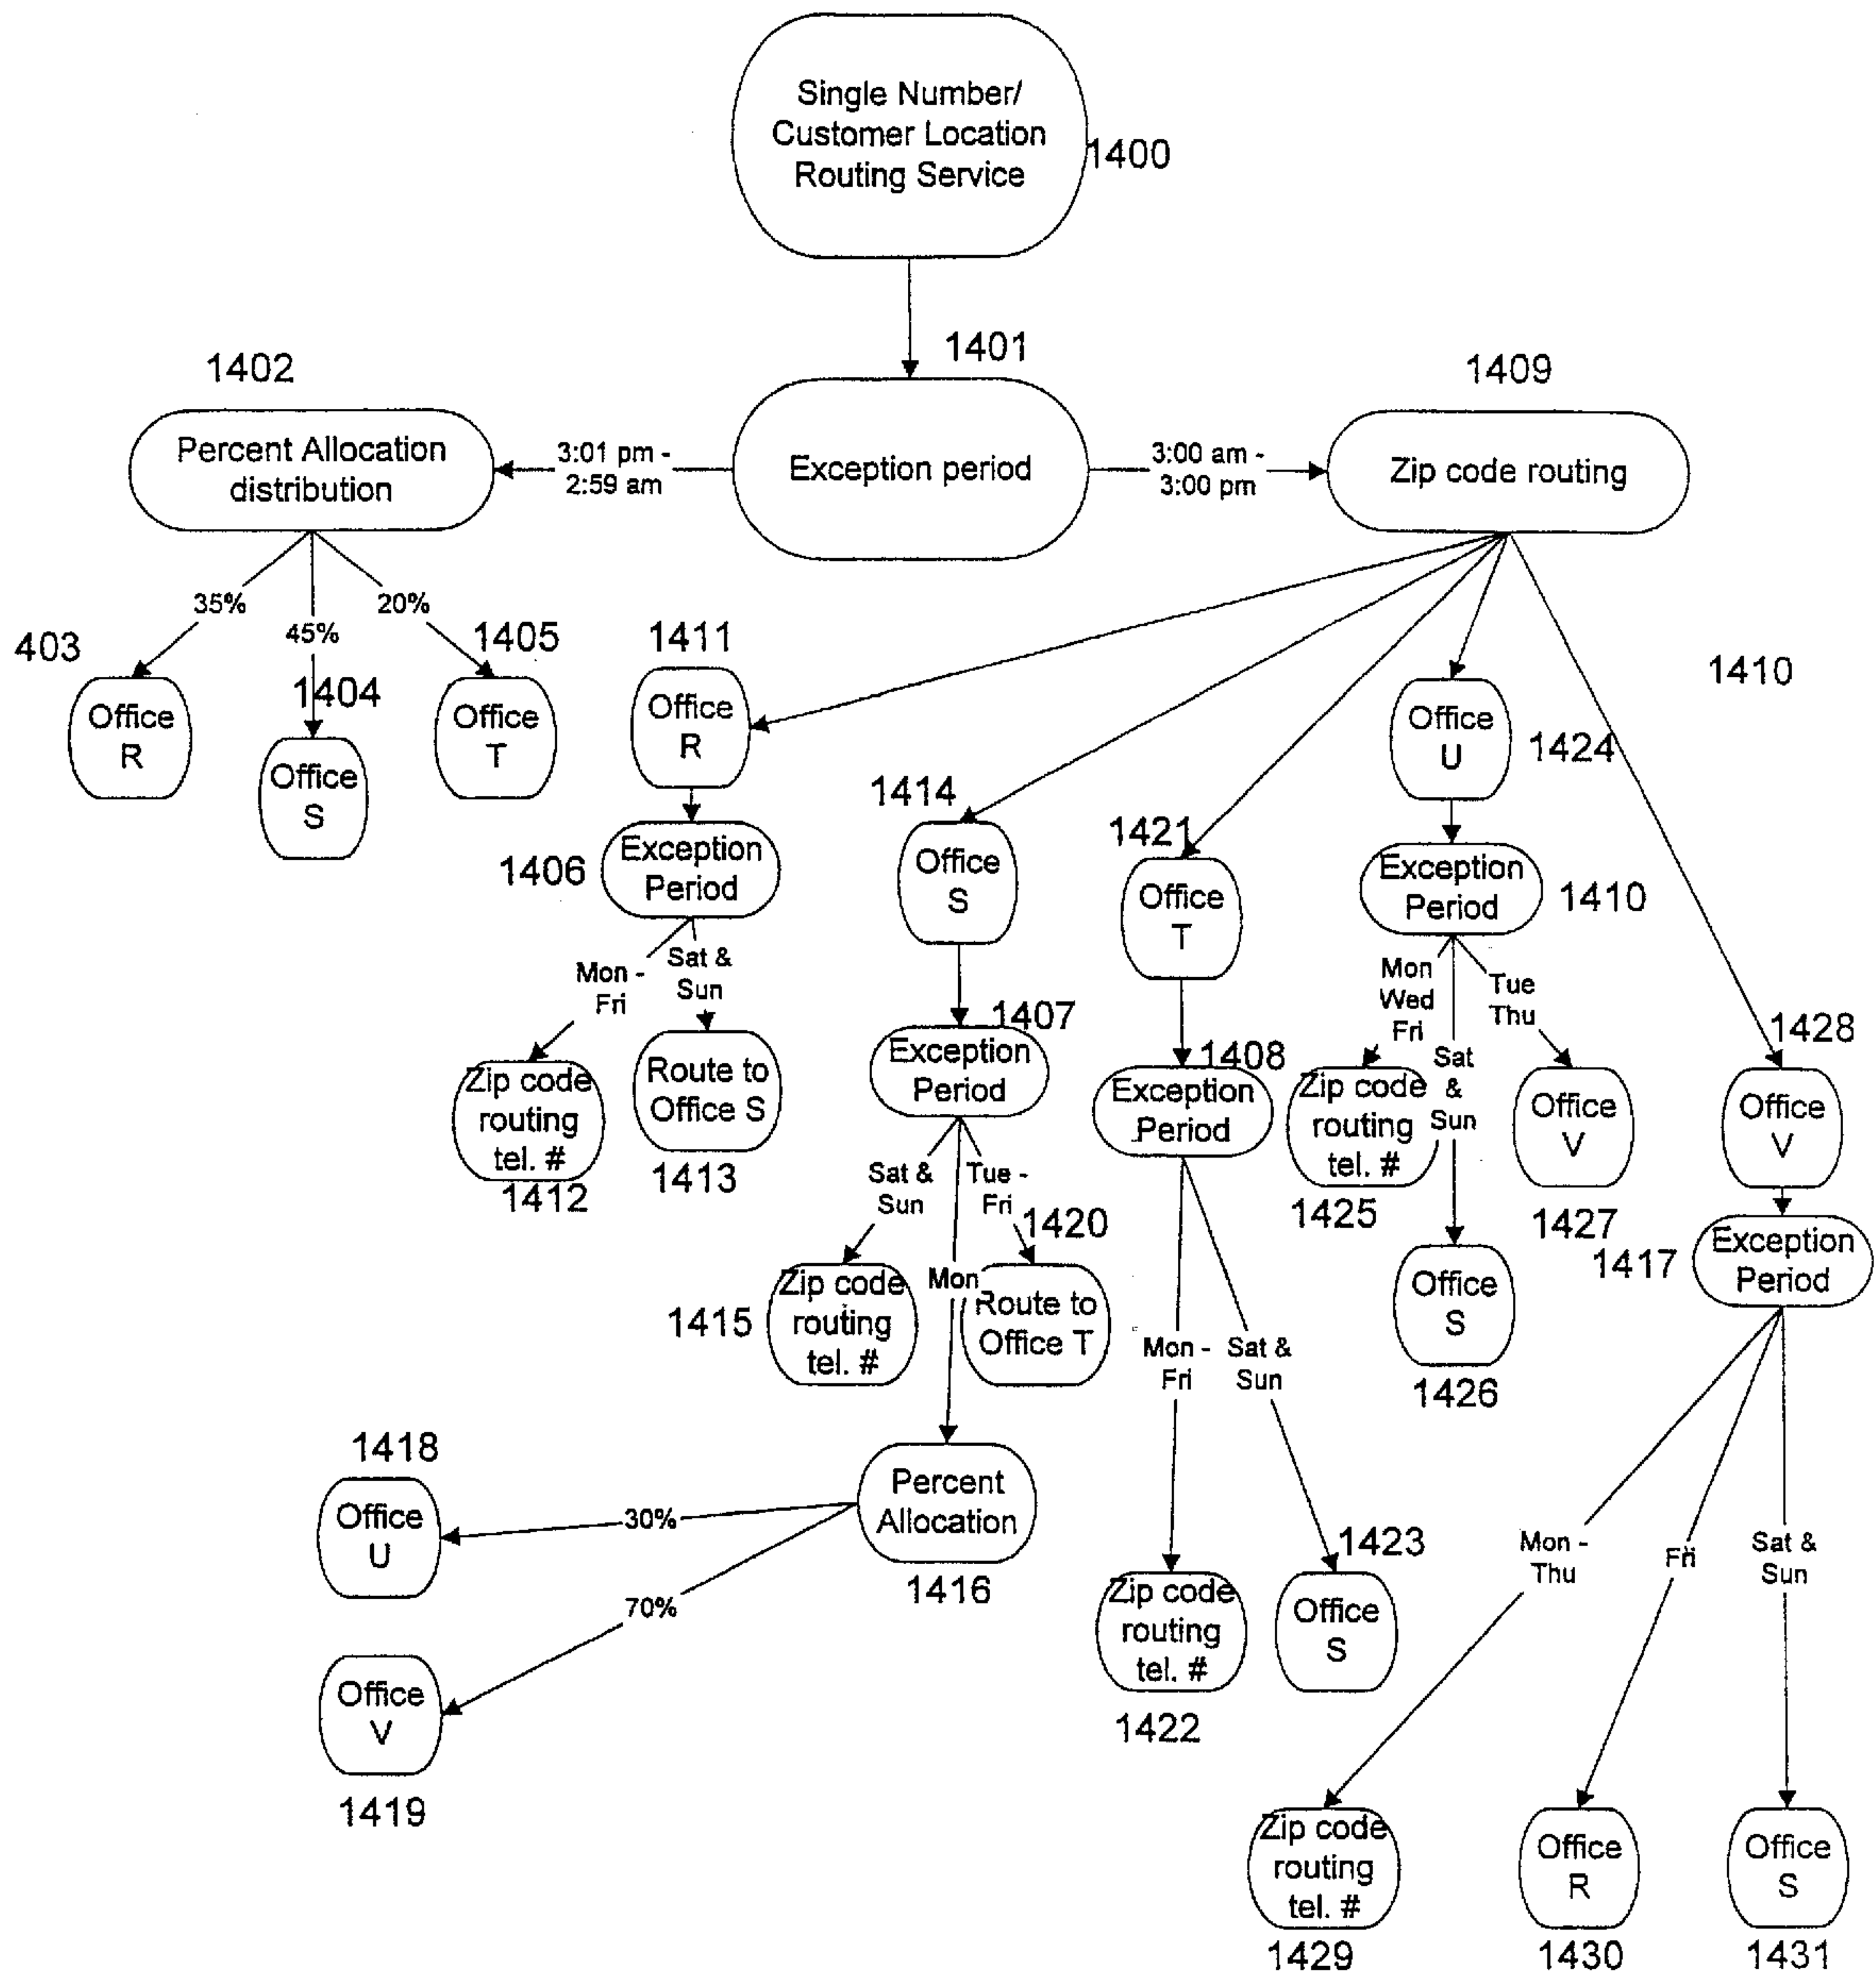 Single Number/
Customer Location
Routing Service
1400
1401
1402
1409
Percent Allocation
distribution
3:01 pm -
2:59 am
Exception period
3:00 am -
3:00 pm
Zip code routing
35%
45%
20%
403
1404
1405
1411
1410
Office
R
Office
S
Office
T
Office
R
Office
U
1424
1414
1421
1406
Exception
Period
Office
S
Office
T
Exception
Period
1410
Mon -
Fri
Sat &
Sun
Mon
Wed
Fri
Sat
&
Sun
Tue
Thu
1407
1408
1428
Zip code
routing
tel. #
1412
Route to
Office S
1413
Exception
Period
Exception
Period
Zip code
routing
tel. #
1425
Office
V
1427
Office
V
Sat &
Sun
Mon
Tue -
Fri
1420
1417
Exception
Period
1415
Zip code
routing
tel. #
Route to
Office T
Office
S
1426
Mon -
Fri
Sat &
Sun
1418
Office
U
30%
70%
Percent
Allocation
1416
1423
Mon -
Thu
Fri
Sat &
Sun
Office
V
1419
Zip code
routing
tel. #
1422
Office
S
Zip code
routing
tel. #
1429
Office
R
1430
Office
S
1431